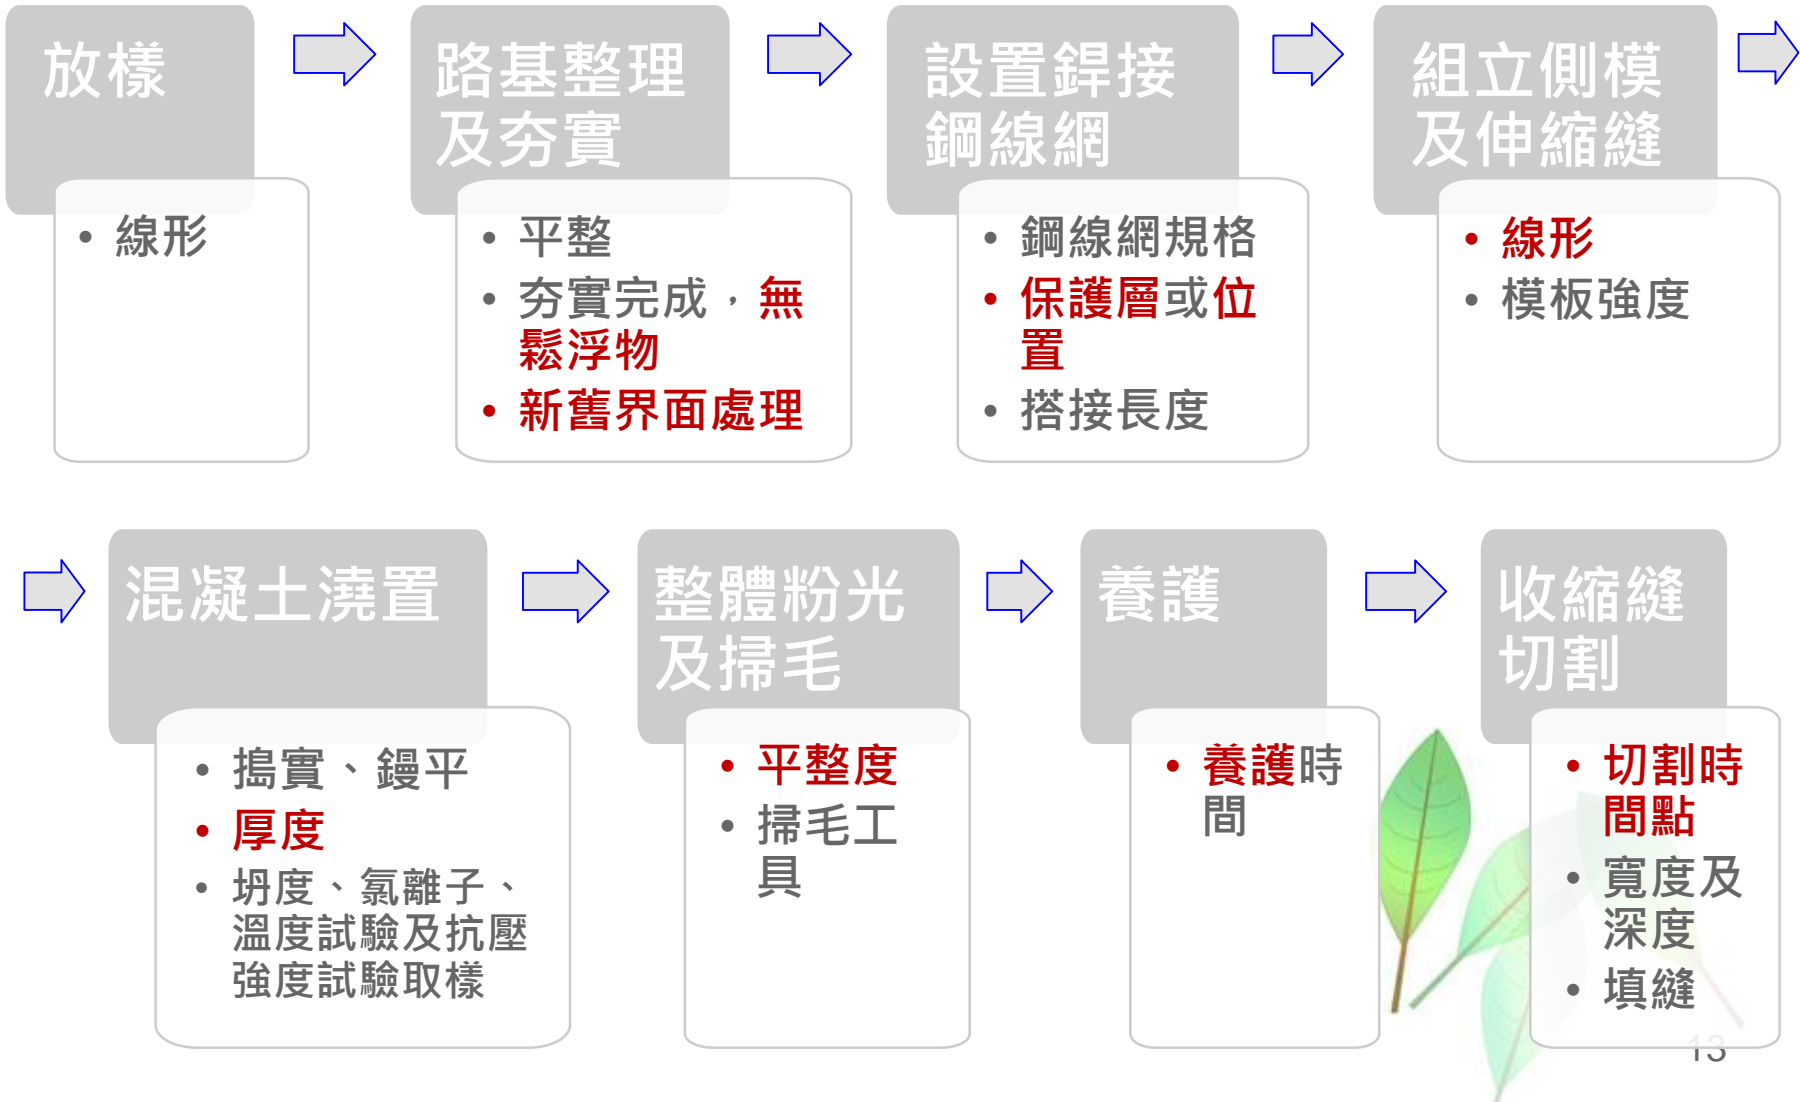 放樣
• 線形
路基整理
及夯實
• 平整
• 夯實完成，無
鬆浮物
• 新舊界面處理
設置銲接
鋼線網
• 鋼線網規格
• 保護層或位
置
• 搭接長度
組立側模
及伸縮縫
• 線形
• 模板強度
混凝土澆置
• 搗實、鏝平
• 厚度
• 坍度、氯離子、
溫度試驗及抗壓
強度試驗取樣
整體粉光
及掃毛
• 平整度
• 掃毛工
具
養護
• 養護時
間
收縮縫
切割
• 切割時
間點
• 寬度及
深度
• 填縫
13